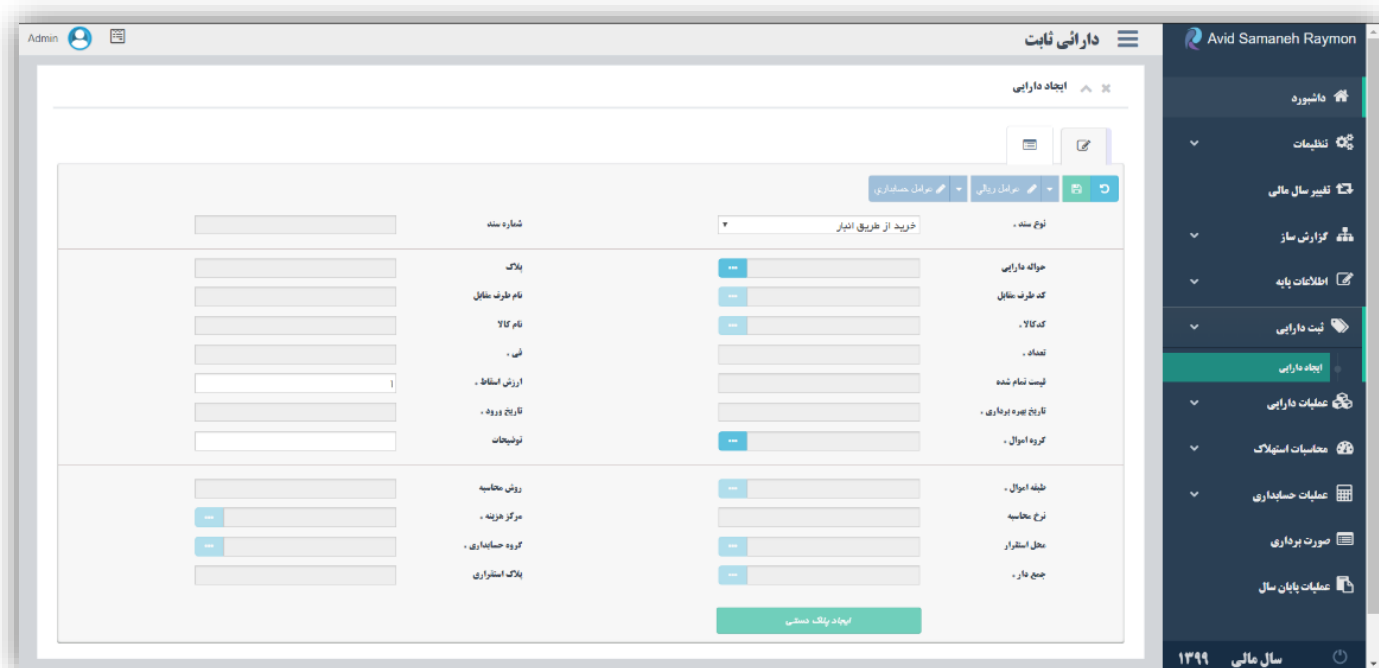 Avid Samaneh Raymon
دارائی ثابت
Admin
داشبورد
تنظیمات
تغییر سال مالی
گزارش ساز
اطلاعات پایه
ثبت دارایی
ایجاد دارایی
عملیات دارایی
محاسبات استهلاک
عملیات حسابداری
صورت برداری
عملیات پایان سال
سال مالی ۱۳۹۹
ایجاد دارایی
عوامل ریالی
عوامل حسابداری
نوع سند *
خرید از طریق انبار
شماره سند
حواله دارایی
پلاک
کد طرف مقابل
نام طرف مقابل
کدکالا *
نام کالا
تعداد *
فی *
قیمت تمام شده
ارزش اسقاط *
۱
تاریخ بهره برداری *
تاریخ ورود *
گروه اموال *
توضیحات
طبقه اموال *
روش محاسبه
نرخ محاسبه
مرکز هزینه *
محل استقرار
گروه حسابداری *
جمع دار *
پلاک استقراری
ایجاد پلاک دستی